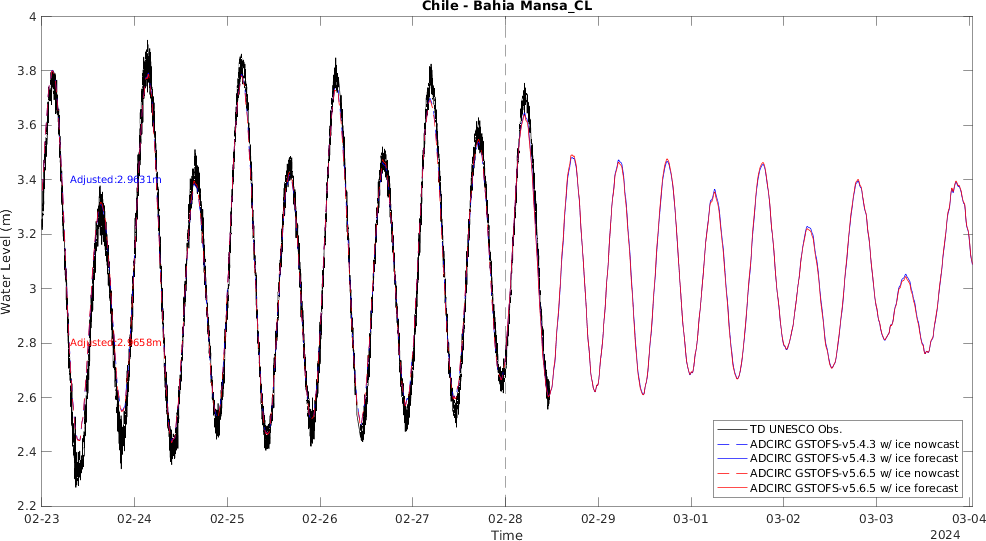 Chile - Bahia Mansa_CL
4
3.8
3.6
3.4
3.2
3
2.8
2.6
2.4
2.2
Water Level (m)
Adjusted:2.9631m
Adjusted:2.9658m
TD UNESCO Obs.
ADCIRC GSTOFS-v5.4.3 w/ ice nowcast
ADCIRC GSTOFS-v5.4.3 w/ ice forecast
ADCIRC GSTOFS-v5.6.5 w/ ice nowcast
ADCIRC GSTOFS-v5.6.5 w/ ice forecast
02-23 02-24 02-25 02-26 02-27 02-28 02-29 03-01 03-02 03-03 03-04
Time
2024